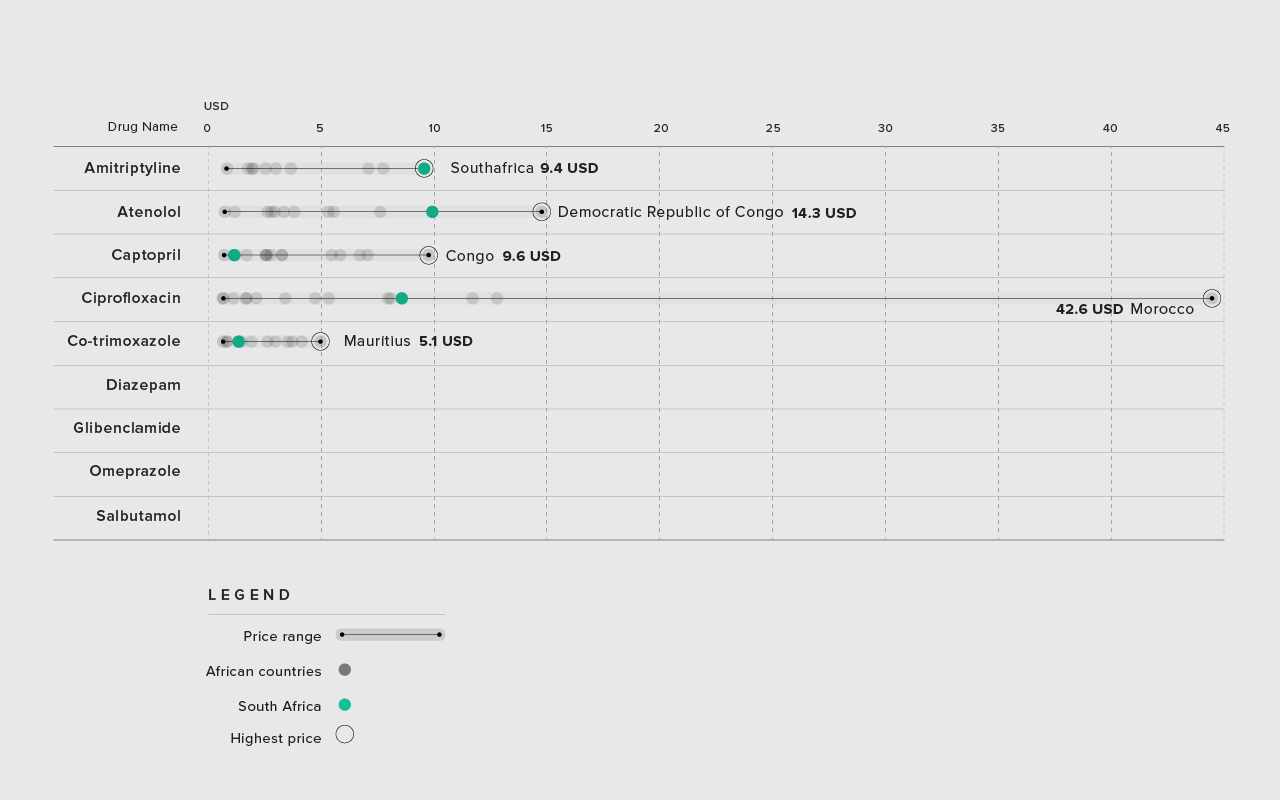 USD
Drug Name 0 5 10 15 20 25 30 35 40 45
Amitriptyline Southafrica 9.4 USD
Atenolol Democratic Republic of Congo 14.3 USD
Captopril Congo 9.6 USD
Ciprofloxacin 42.6 USD Morocco
Co-trimoxazole Mauritius 5.1 USD
Diazepam
Glibenclamide
Omeprazole
Salbutamol
LEGEND
Price range
African countries
South Africa
Highest price